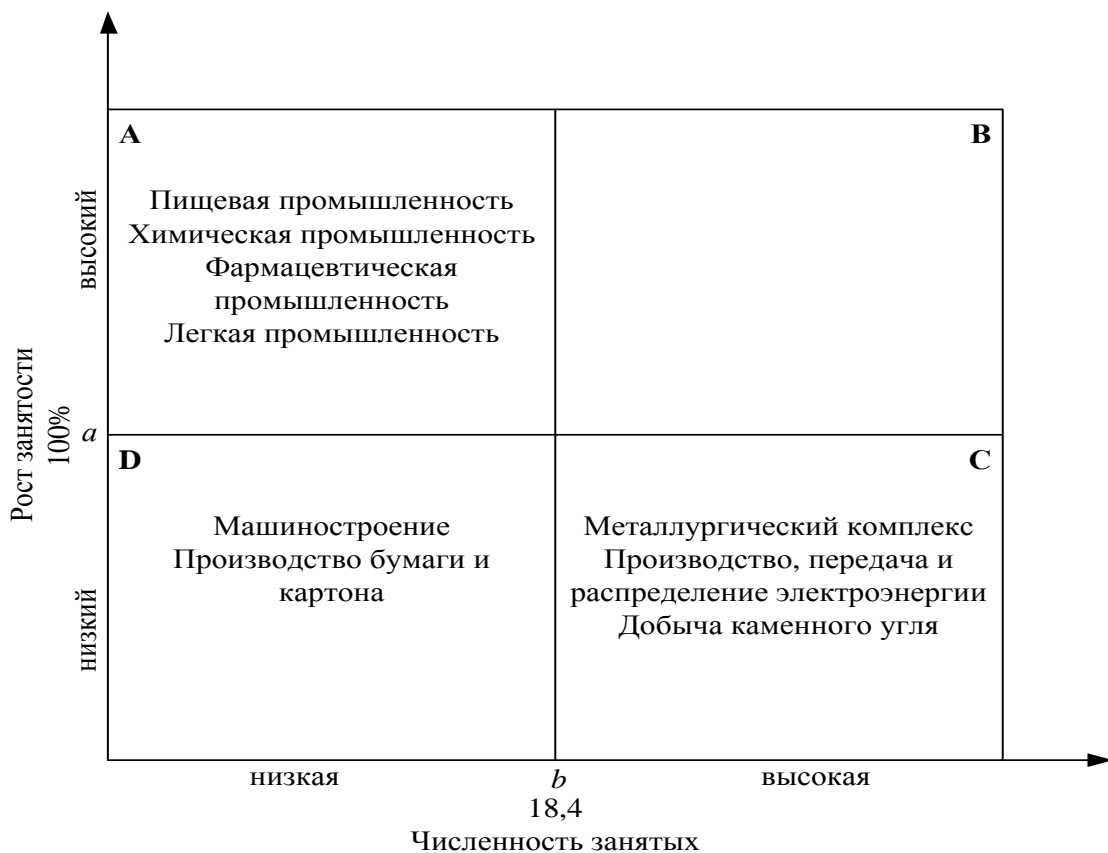 A
B
Пищевая промышленность
Химическая промышленность
Фармацевтическая
промышленность
Легкая промышленность
высокий
Рост занятости
100%
a
D
C
Машиностроение
Производство бумаги и
картона
Металлургический комплекс
Производство, передача и
распределение электроэнергии
Добыча каменного угля
низкий
низкая
b
высокая
18,4
Численность занятых